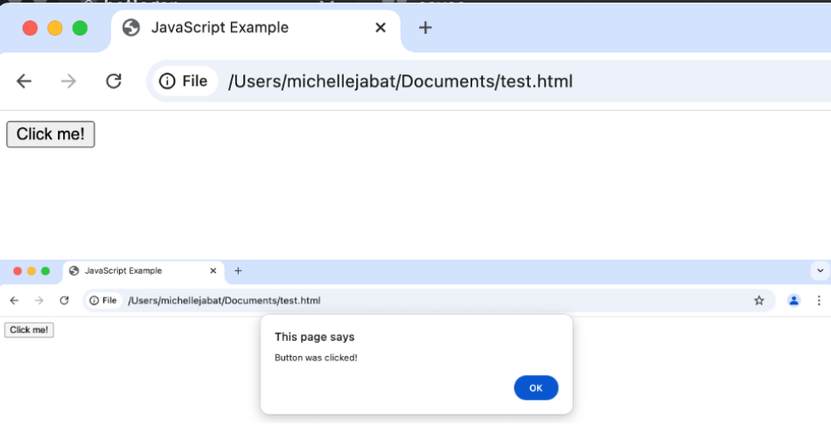 JavaScript Example
File /Users/michellejabat/Documents/test.html
Click me!
JavaScript Example
File /Users/michellejabat/Documents/test.html
Click me!
This page says
Button was clicked!
OK